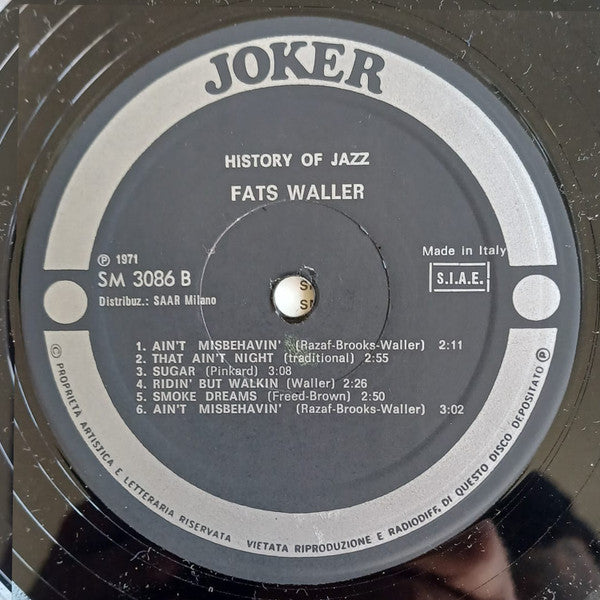 JOKER
HISTORY OF JAZZ
FATS WALLER
Ⓟ 1971
SM 3086 B
Distribuz.: SAAR Milano
Made in Italy
S.I.A.E.
1. AIN'T MISBEHAVIN' (Razaf-Brooks-Waller) 2:11
2. THAT AIN'T NIGHT (traditional) 2:55
3. SUGAR (Pinkard) 3:08
4. RIDIN' BUT WALKIN (Waller) 2:26
5. SMOKE DREAMS (Freed-Brown) 2:50
6. AIN'T MISBEHAVIN' (Razaf-Brooks-Waller) 3:02
© PROPRIETA ARTISTICA E LETTERARIA RISERVATA VIETATA RIPRODUZIONE E RADIODIFF. DI QUESTO DISCO DEPOSITATO Ⓟ